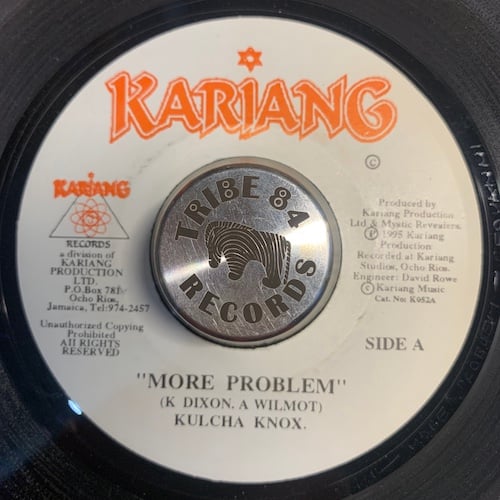 KARIANG
©
KARIANG
RECORDS
a division of
KARIANG
PRODUCTION
LTD.
P.O.Box 781
Ocho Rios,
Jamaica, Tel:974-2457
Unauthorized Copying
Prohibited
All RIGHTS
RESERVED
TRIBE 84
RECORDS
Produced by
Kariang Production
Ltd & Mystic Revealers.
Ⓟ 1995 Kariang
Production
Recorded at Kariang
Studios, Ocho Rios.
Engineer: David Rowe
© Kariang Music
Cat. No: K952A
SIDE A
"MORE PROBLEM"
(K DIXON. A WILMOT)
KULCHA KNOX.